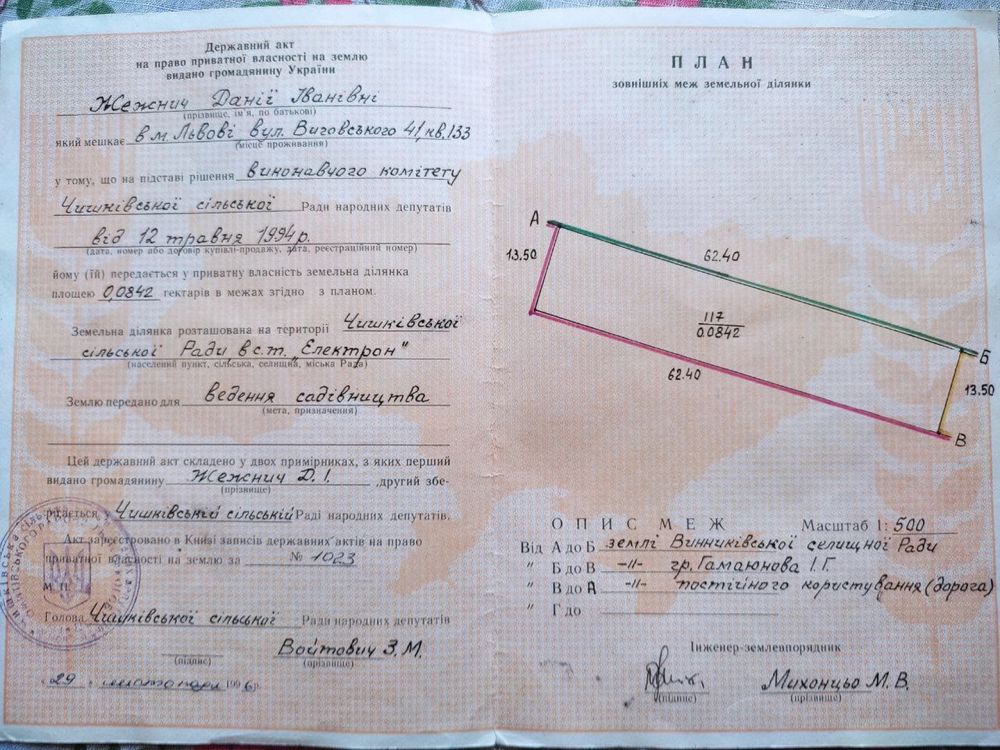 Державний акт
на право приватної власності на землю
видано громадянину України
Жежнич Данії Іванівні
(прізвище, ім'я, по батькові)
який мешкає в м. Львові вул. Виговського 41, кв. 133
(місце проживання)
у тому, що на підставі рішення виконавчого комітету
Чишківської сільської Ради народних депутатів
від 12 травня 1994 р.
(дата, номер або договір купівлі-продажу, дата, реєстраційний номер)
йому (їй) передається у приватну власність земельна ділянка
площею 0,0842 гектарів в межах згідно з планом.
Земельна ділянка розташована на території Чишківської
сільської Ради, в с.т. "Електрон"
(населений пункт, сільська, селищна, міська Рада)
Землю передано для ведення садівництва
(мета, призначення)
Цей державний акт складено у двох примірниках, з яких перший
видано громадянину Жежнич Д. І. , другий збе-
рігається Чишківській сільській Раді народних депутатів.
Акт зареєстровано в Книзі записів державних актів на право
приватної власності на землю за № 1023
М. П.
Голова Чишківської сільської Ради народних депутатів
Войтович З. М.
(підпис) (прізвище)
"29" листопада 1996 р.
ПЛАН
зовнішніх меж земельної ділянки
А
13.50
62.40
117
0.0842
Б
62.40
13.50
В
ОПИС МЕЖ Масштаб 1: 500
Від А до Б землі Винниківської селищної Ради
" Б до В -"- гр. Гамаюнова І. Г.
" В до А -"- постійного користування (дорога)
" Г до
Інженер-землевпорядник
Михонцьо М. В.
(підпис) (прізвище)